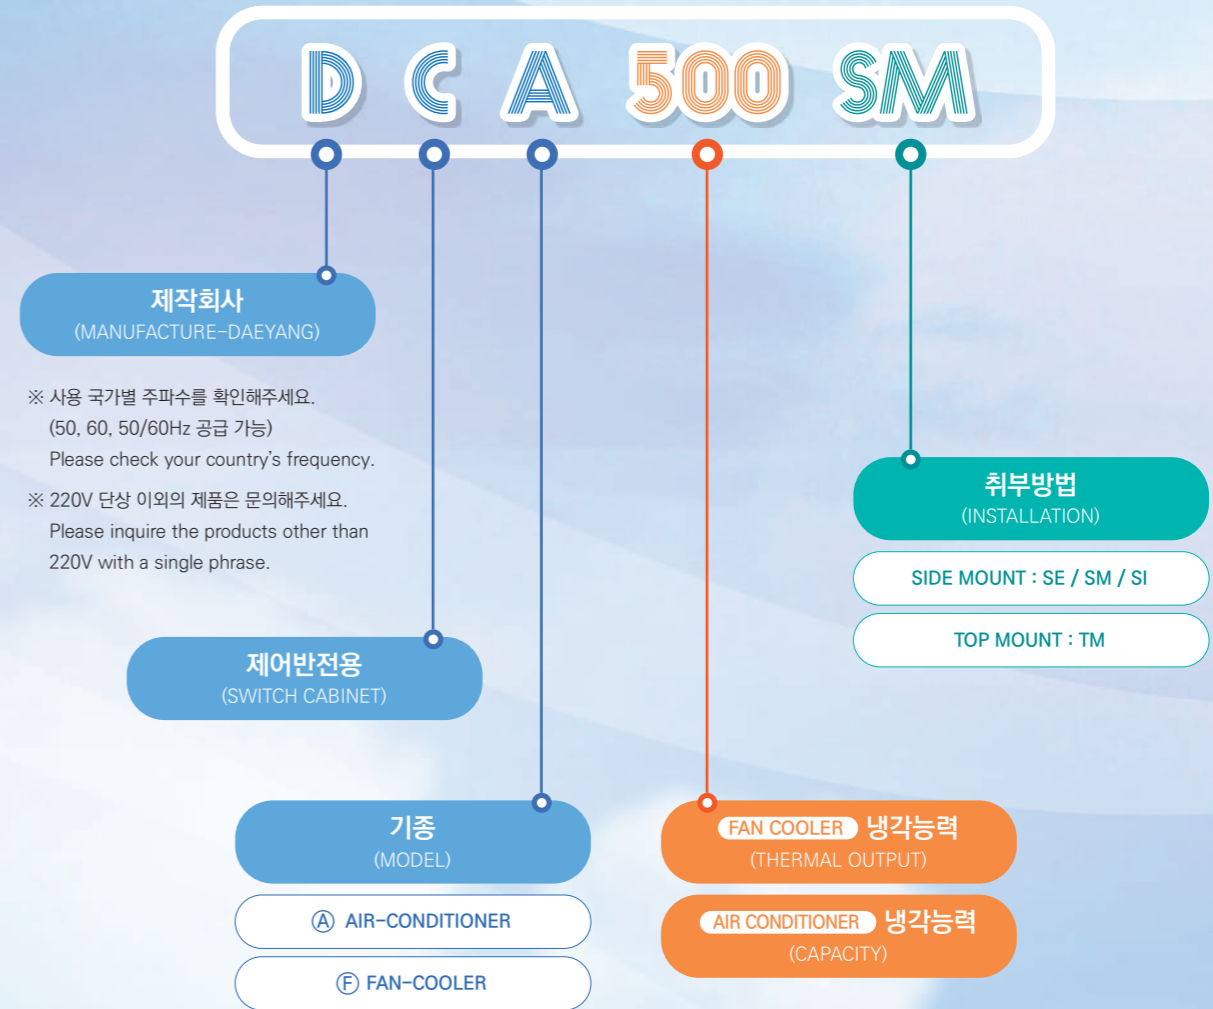 D C A 500 SM
제작회사
(MANUFACTURE-DAEYANG)
※ 사용 국가별 주파수를 확인해주세요.
(50, 60, 50/60Hz 공급 가능)
Please check your country's frequency.
※ 220V 단상 이외의 제품은 문의해주세요.
Please inquire the products other than
220V with a single phrase.
제어반전용
(SWITCH CABINET)
기종
(MODEL)
Ⓐ AIR-CONDITIONER
Ⓕ FAN-COOLER
FAN COOLER 냉각능력
(THERMAL OUTPUT)
AIR CONDITIONER 냉각능력
(CAPACITY)
취부방법
(INSTALLATION)
SIDE MOUNT : SE / SM / SI
TOP MOUNT : TM